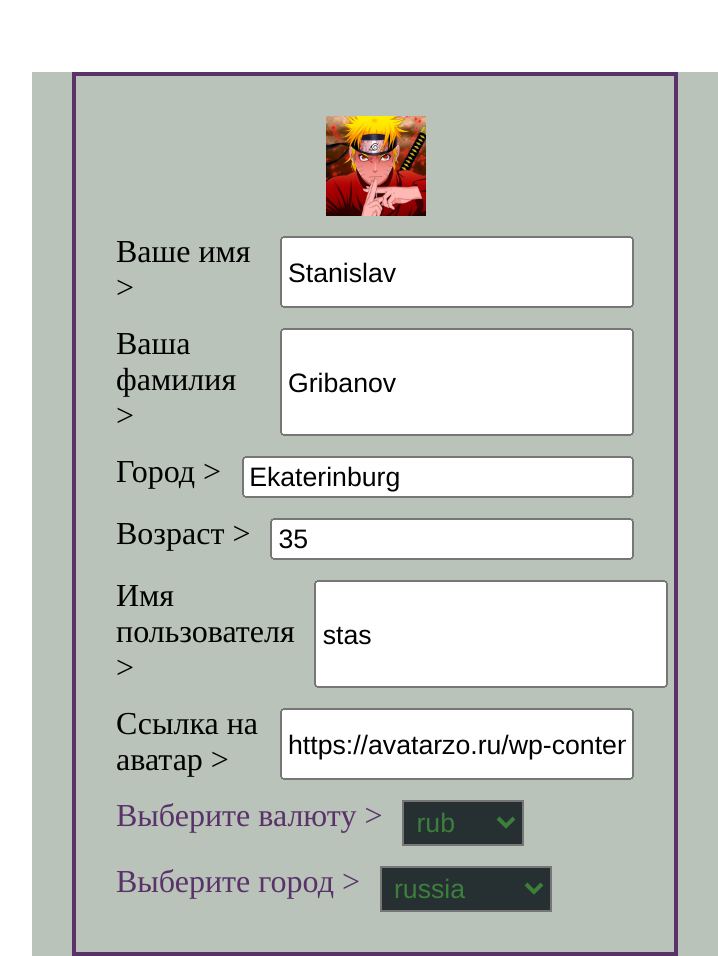 Ваше имя
>
Stanislav
Ваша
фамилия
>
Gribanov
Город >
Ekaterinburg
Возраст >
35
Имя
пользователя
>
stas
Ссылка на
аватар >
https://avatarzo.ru/wp-conter
Выберите валюту >
rub
Выберите город >
russia